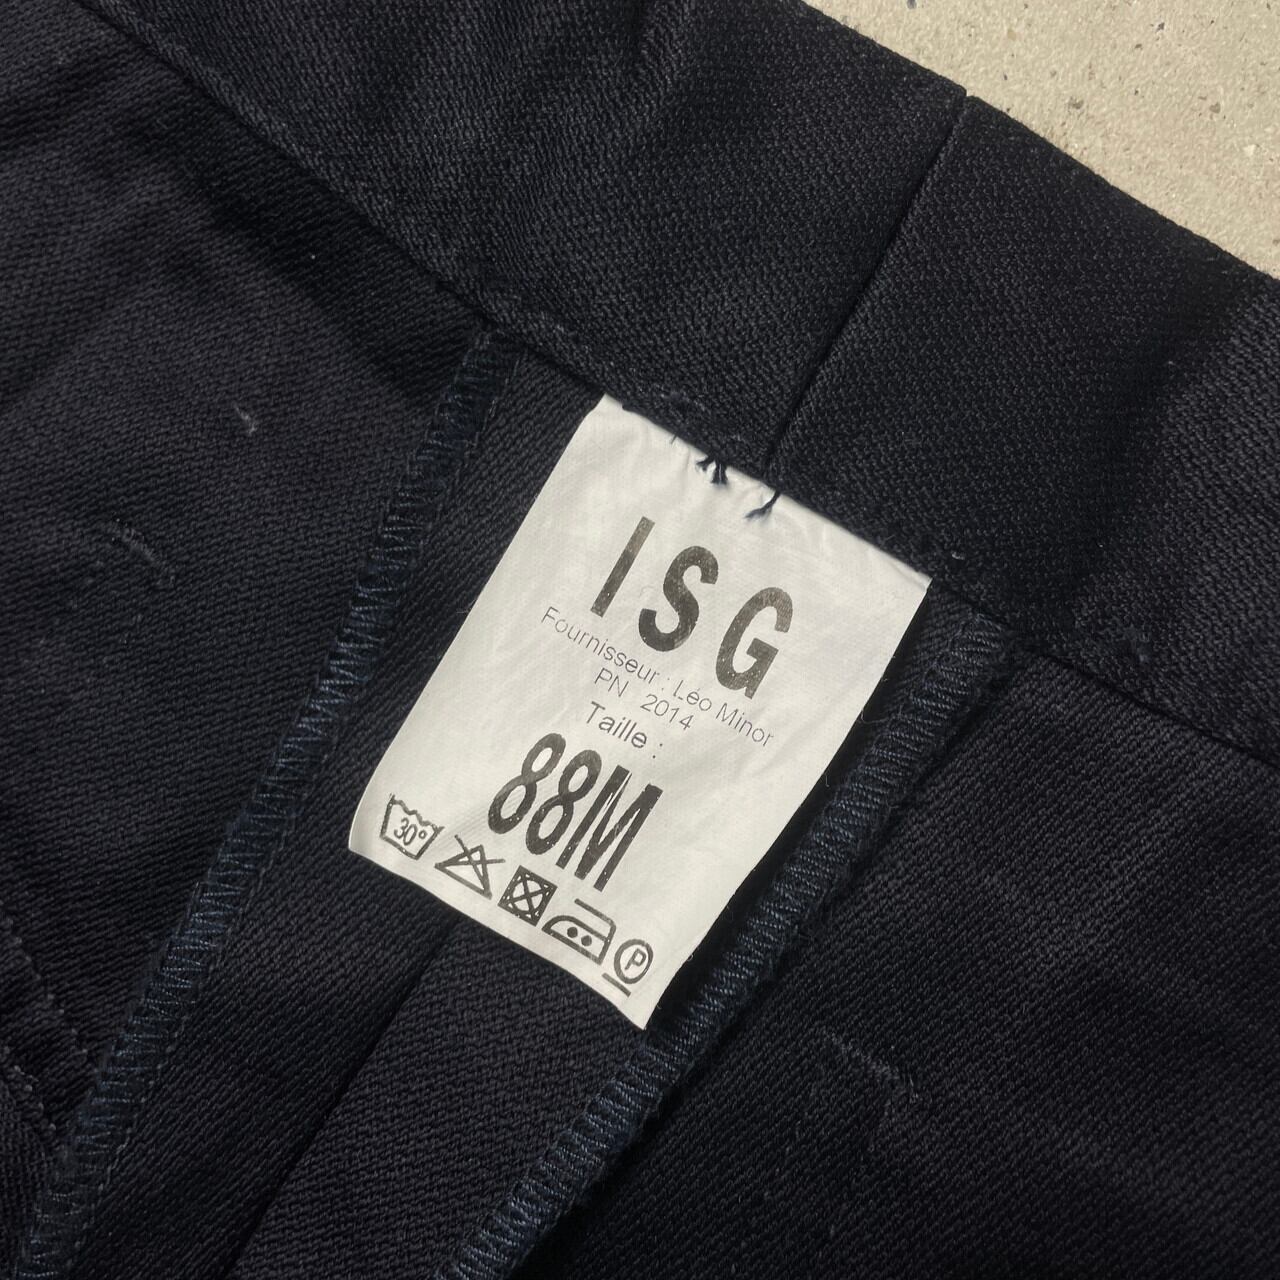 ISG
Fournisseur : Léo Minor
PN 2014
Taille :
88M
30°
P